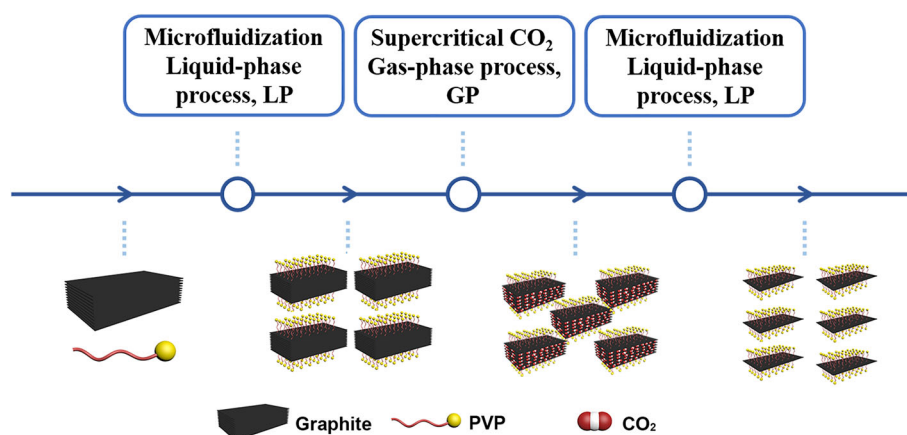 Microfluidization
Liquid-phase
process, LP
Supercritical CO₂
Gas-phase process,
GP
Microfluidization
Liquid-phase
process, LP
Graphite
PVP
CO₂